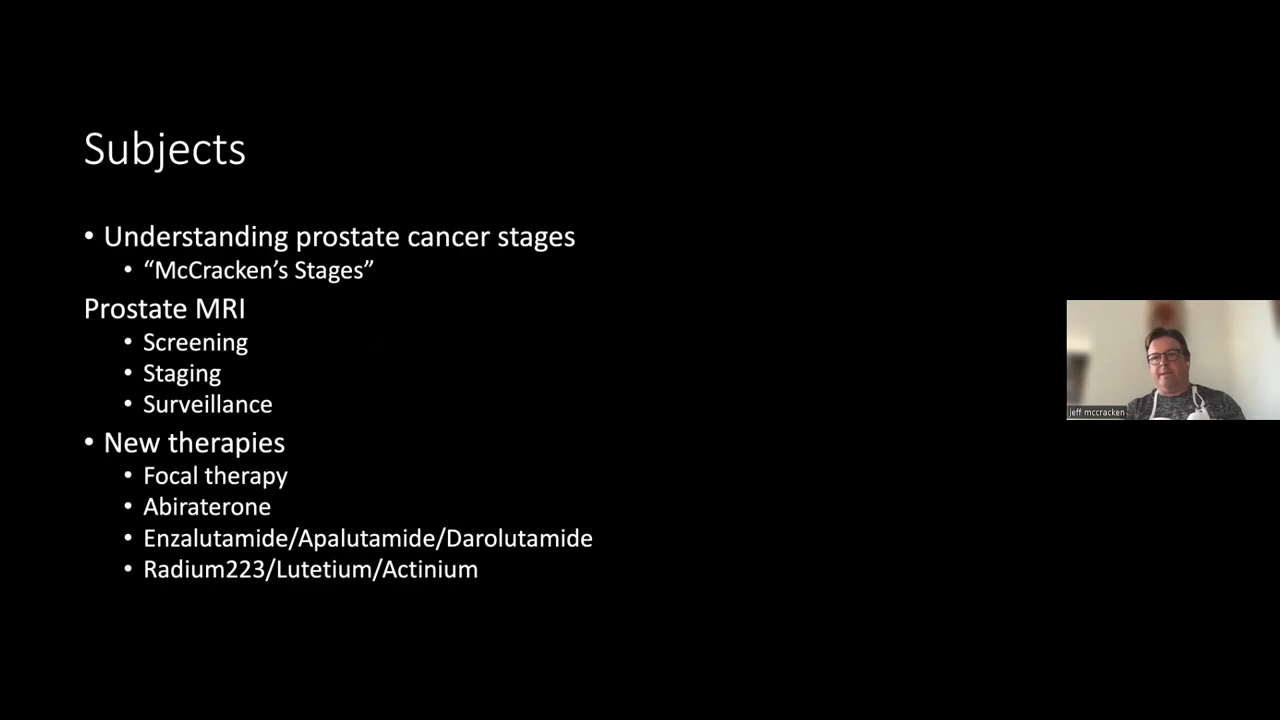 Subjects
• Understanding prostate cancer stages
• “McCracken’s Stages”
Prostate MRI
• Screening
• Staging
• Surveillance
• New therapies
• Focal therapy
• Abiraterone
• Enzalutamide/Apalutamide/Darolutamide
• Radium223/Lutetium/Actinium
jeff mccracken